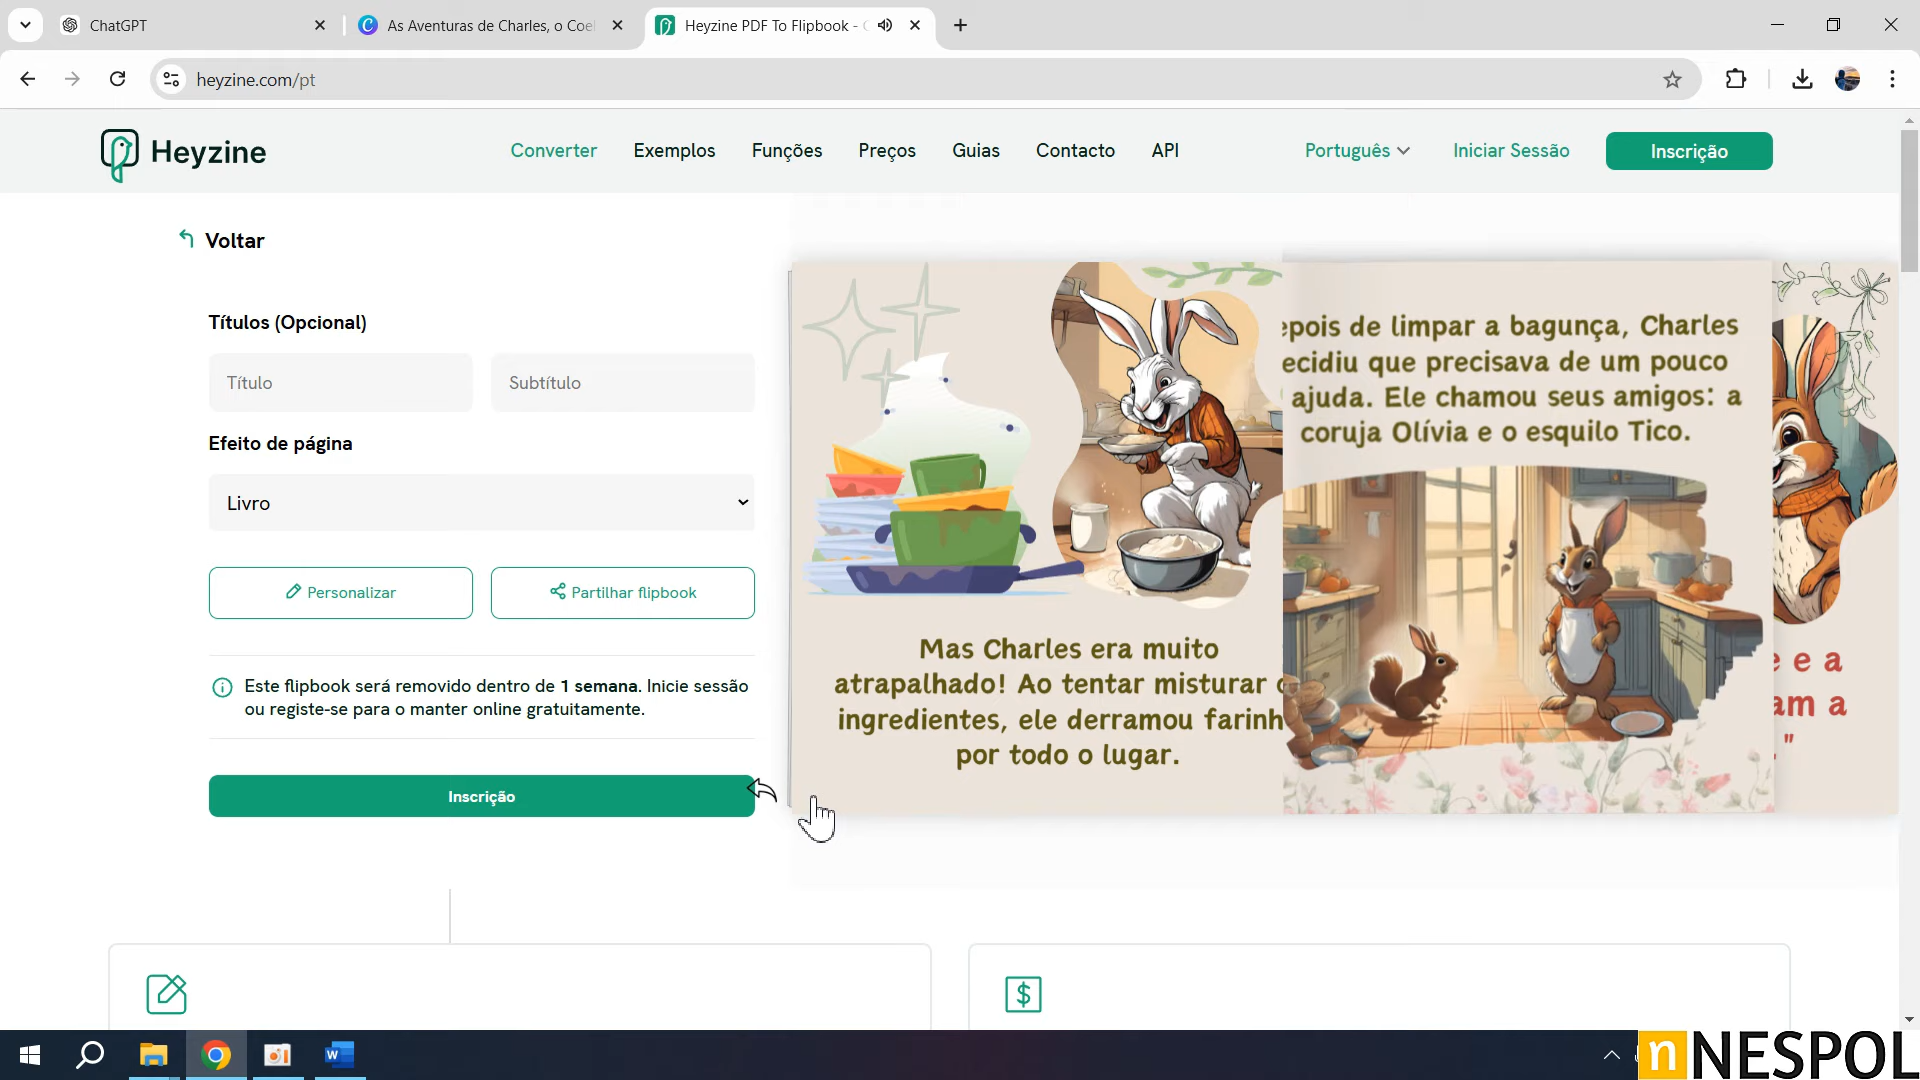 ChatGPT
As Aventuras de Charles, o Coel
Heyzine PDF To Flipbook -
heyzine.com/pt
Heyzine
Converter
Exemplos
Funções
Preços
Guias
Contacto
API
Português
Iniciar Sessão
Inscrição
Voltar
Títulos (Opcional)
Título
Subtítulo
Efeito de página
Livro
Personalizar
Partilhar flipbook
Este flipbook será removido dentro de 1 semana. Inicie sessão
ou registe-se para o manter online gratuitamente.
Inscrição
Mas Charles era muito
atrapalhado! Ao tentar misturar
ingredientes, ele derramou farinh
por todo o lugar.
epois de limpar a bagunça, Charles
ecidiu que precisava de um pouco
ajuda. Ele chamou seus amigos: a
coruja Olívia e o esquilo Tico.
e e a
am a
."
$
W
n NESPOL